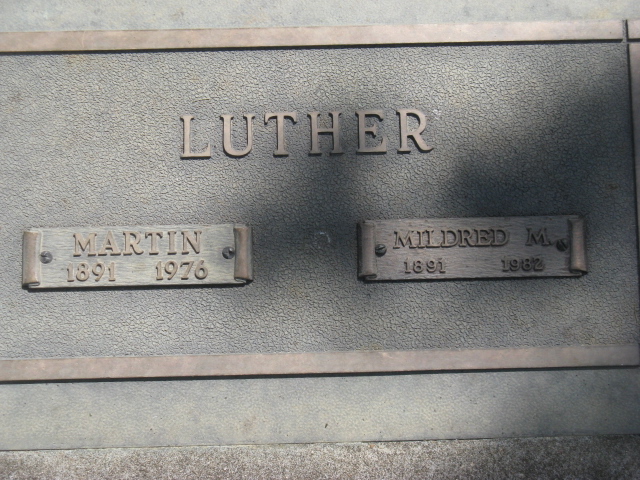 LUTHER
MARTIN
1891 1976
MILDRED M.
1891 1982